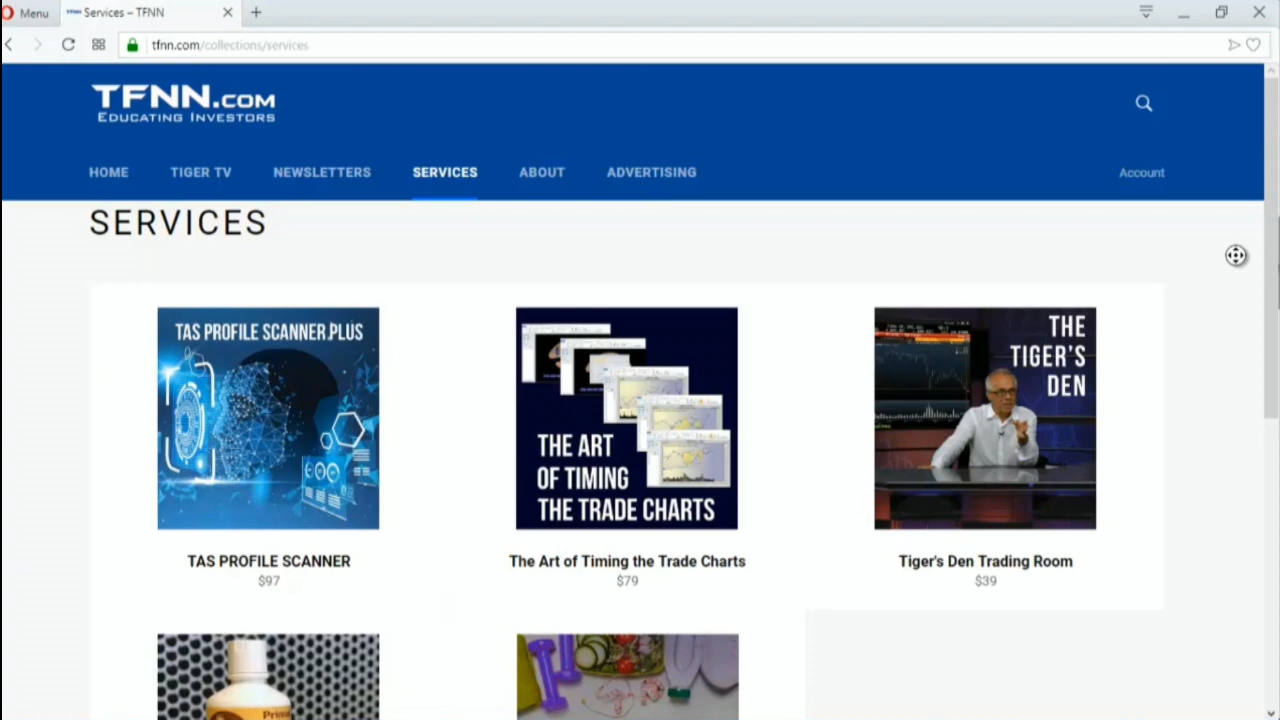 Menu
Services – TFNN
tfnn.com/collections/services
TFNN.COM
EDUCATING INVESTORS
HOME
TIGER TV
NEWSLETTERS
SERVICES
ABOUT
ADVERTISING
Account
SERVICES
TAS PROFILE SCANNER PLUS
THE ART
OF TIMING
THE TRADE CHARTS
THE
TIGER'S
DEN
TAS PROFILE SCANNER
$97
The Art of Timing the Trade Charts
$79
Tiger's Den Trading Room
$39